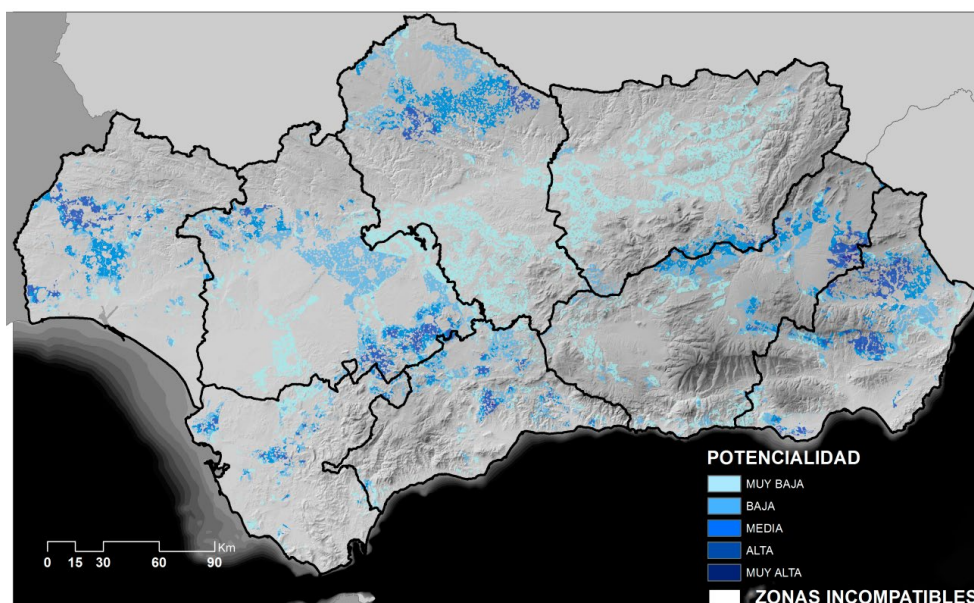 POTENCIALIDAD
MUY BAJA
BAJA
MEDIA
ALTA
MUY ALTA
ZONAS INCOMPATIBLES
Km
0 15 30 60 90